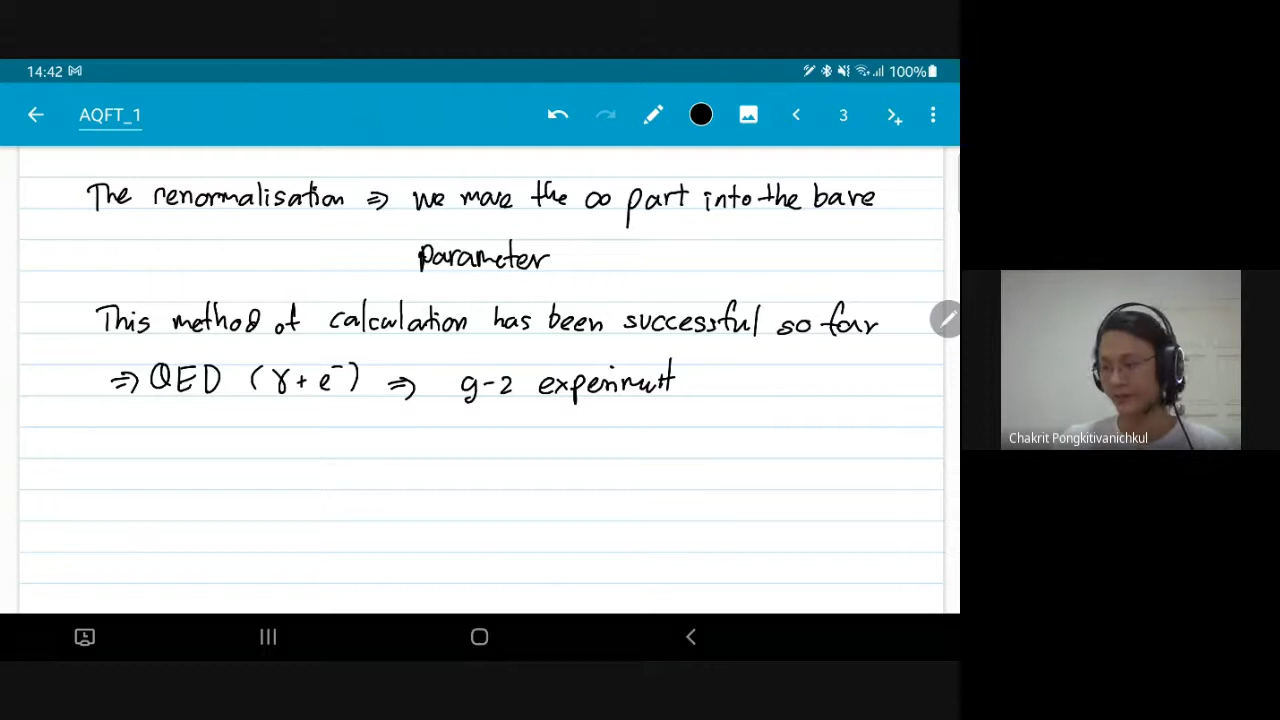 14:42
100%
AQFT_1
3
The renormalisation ⇒ we move the ∞ part into the bare
parameter
This method of calculation has been successful so far
⇒ QED (γ + e⁻) ⇒ g-2 experiment
Chakrit Pongkitivanichkul